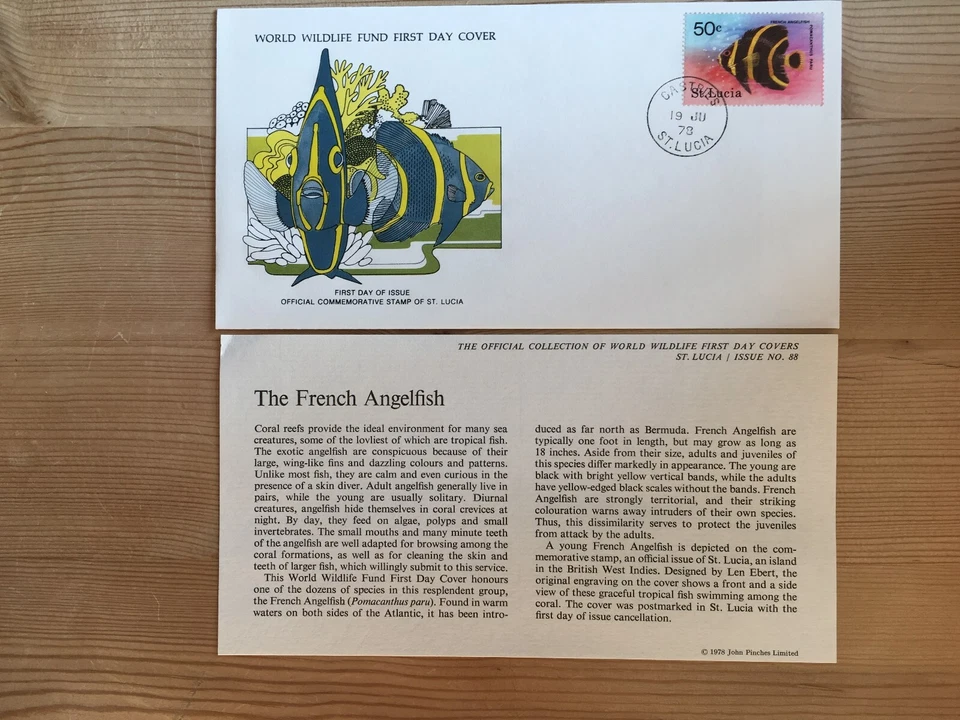 WORLD WILDLIFE FUND FIRST DAY COVER
50c
FRENCH ANGELFISH
St. Lucia
CASTRIES
19 JU
78
ST. LUCIA
FIRST DAY OF ISSUE
OFFICIAL COMMEMORATIVE STAMP OF ST. LUCIA
THE OFFICIAL COLLECTION OF WORLD WILDLIFE FIRST DAY COVERS
ST. LUCIA | ISSUE NO. 88
The French Angelfish
Coral reefs provide the ideal environment for many sea
creatures, some of the lovliest of which are tropical fish.
The exotic angelfish are conspicuous because of their
large, wing-like fins and dazzling colours and patterns.
Unlike most fish, they are calm and even curious in the
presence of a skin diver. Adult angelfish generally live in
pairs, while the young are usually solitary. Diurnal
creatures, angelfish hide themselves in coral crevices at
night. By day, they feed on algae, polyps and small
invertebrates. The small mouths and many minute teeth
of the angelfish are well adapted for browsing among the
coral formations, as well as for cleaning the skin and
teeth of larger fish, which willingly submit to this service.
This World Wildlife Fund First Day Cover honours
one of the dozens of species in this resplendent group,
the French Angelfish (Pomacanthus paru). Found in warm
waters on both sides of the Atlantic, it has been intro-
duced as far north as Bermuda. French Angelfish are
typically one foot in length, but may grow as long as
18 inches. Aside from their size, adults and juveniles of
this species differ markedly in appearance. The young are
black with bright yellow vertical bands, while the adults
have yellow-edged black scales without the bands. French
Angelfish are strongly territorial, and their striking
colouration warns away intruders of their own species.
Thus, this dissimilarity serves to protect the juveniles
from attack by the adults.
A young French Angelfish is depicted on the com-
memorative stamp, an official issue of St. Lucia, an island
in the British West Indies. Designed by Len Ebert, the
original engraving on the cover shows a front and a side
view of these graceful tropical fish swimming among the
coral. The cover was postmarked in St. Lucia with the
first day of issue cancellation.
© 1978 John Pinches Limited